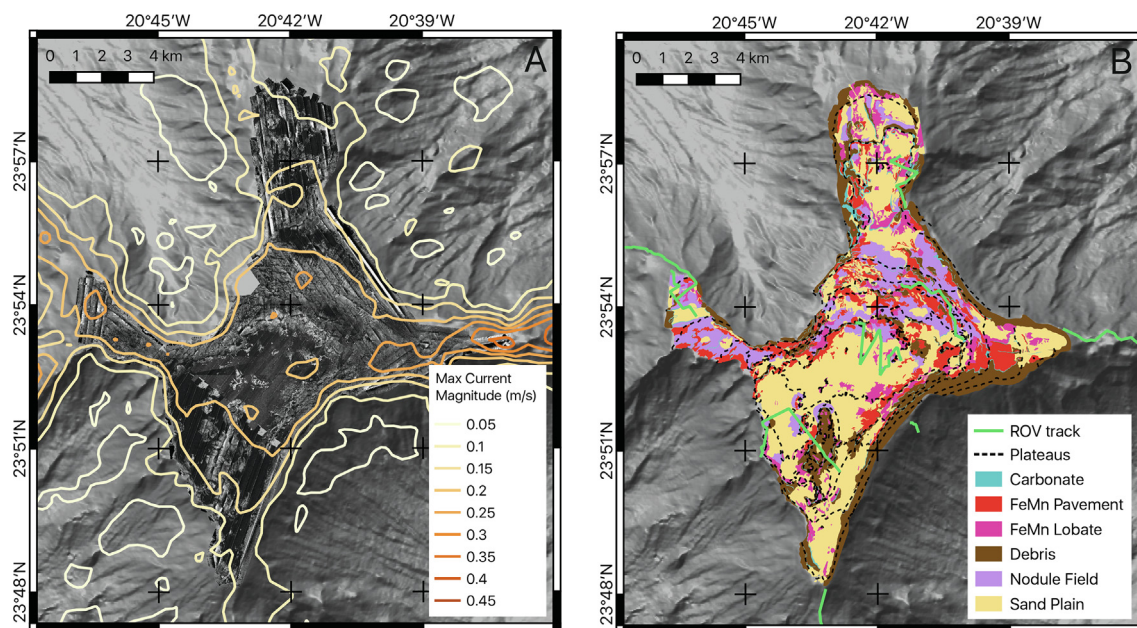 20°45'W 20°42'W 20°39'W
0 1 2 3 4 km
A
23°57'N
23°54'N
23°51'N
23°48'N
Max Current
Magnitude (m/s)
0.05
0.1
0.15
0.2
0.25
0.3
0.35
0.4
0.45
20°45'W 20°42'W 20°39'W
0 1 2 3 4 km
B
23°57'N
23°54'N
23°51'N
23°48'N
ROV track
Plateaus
Carbonate
FeMn Pavement
FeMn Lobate
Debris
Nodule Field
Sand Plain